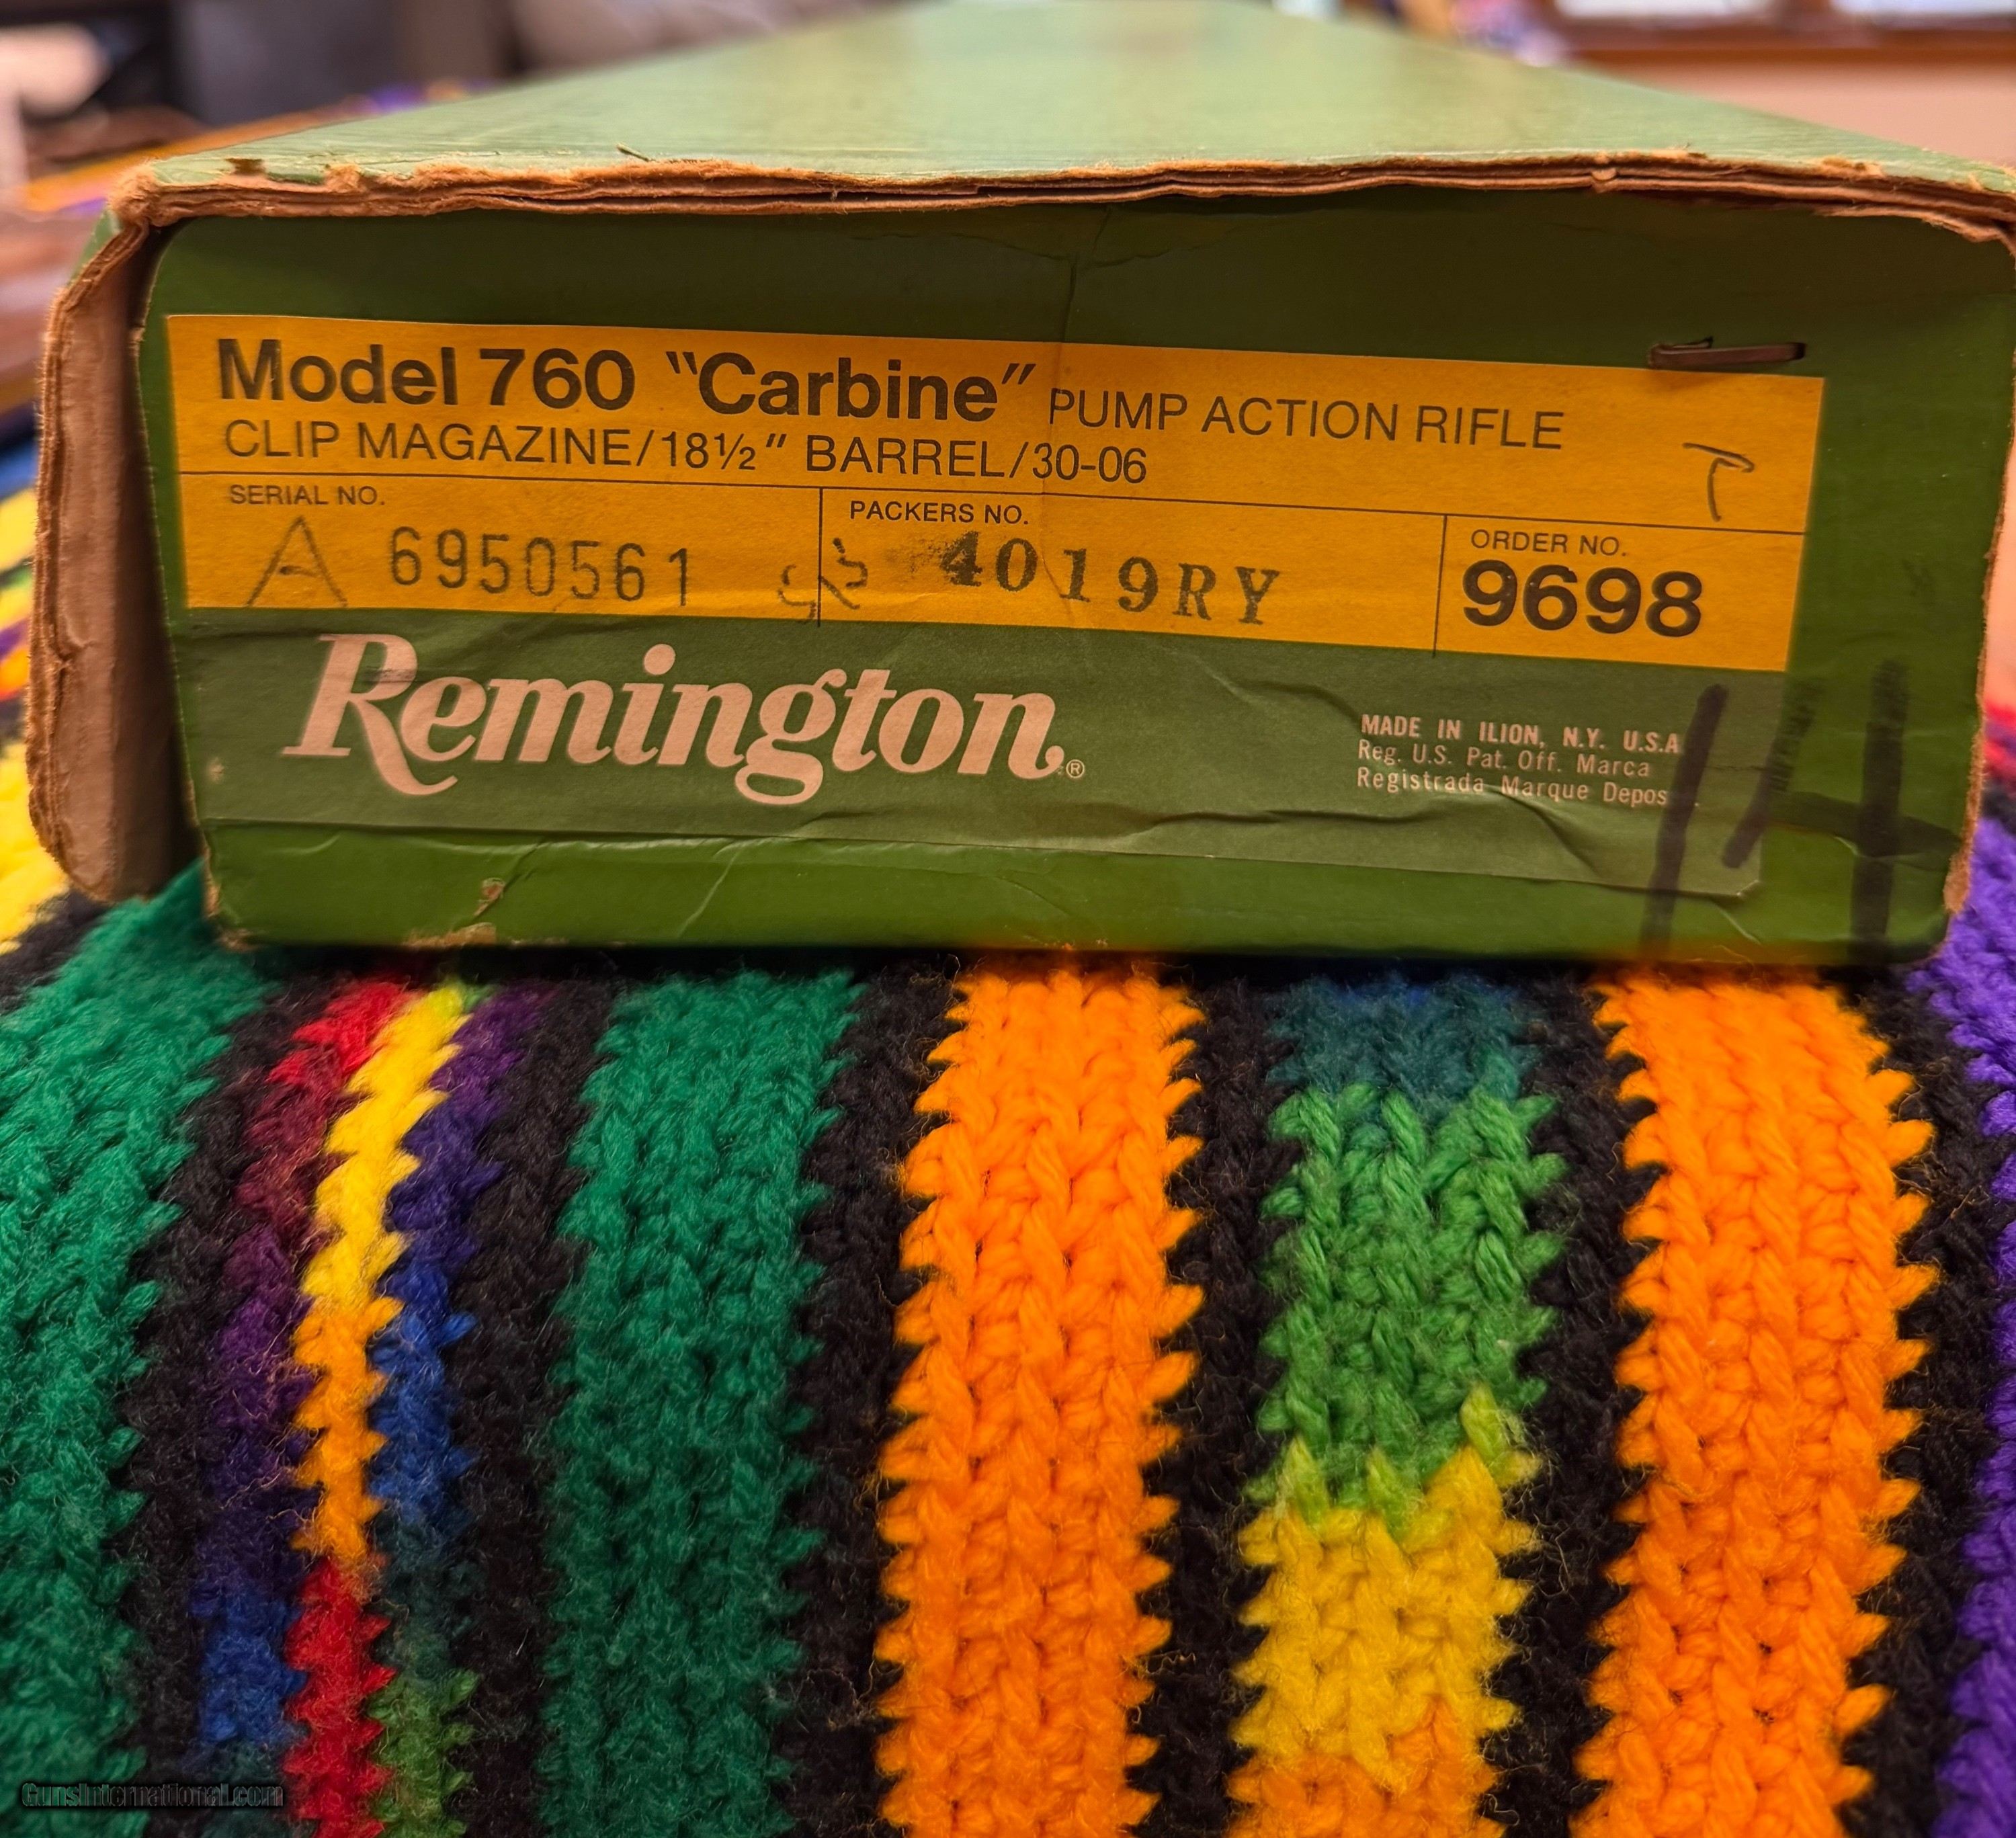 Model 760 "Carbine" PUMP ACTION RIFLE
CLIP MAGAZINE/18½" BARREL/30-06
T
SERIAL NO.
A 6950561
PACKERS NO.
4019RY
ORDER NO.
9698
Remington®
MADE IN ILION, N.Y. U.S.A
Reg. U.S. Pat. Off. Marca
Registrada Marque Depos
14
GunsInternational.com